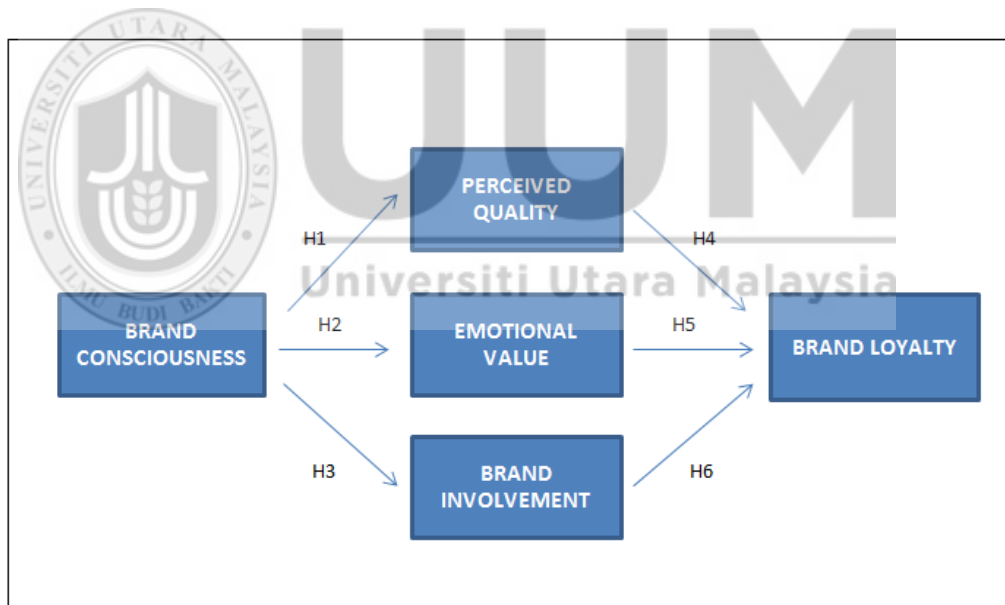 UNIVERSITI UTARA MALAYSIA
ILMU BUDI BAKTI
UUM
Universiti Utara Malaysia
PERCEIVED
QUALITY
H1
H4
BRAND
CONSCIOUSNESS
H2
EMOTIONAL
VALUE
H5
BRAND LOYALTY
H3
BRAND
INVOLVEMENT
H6